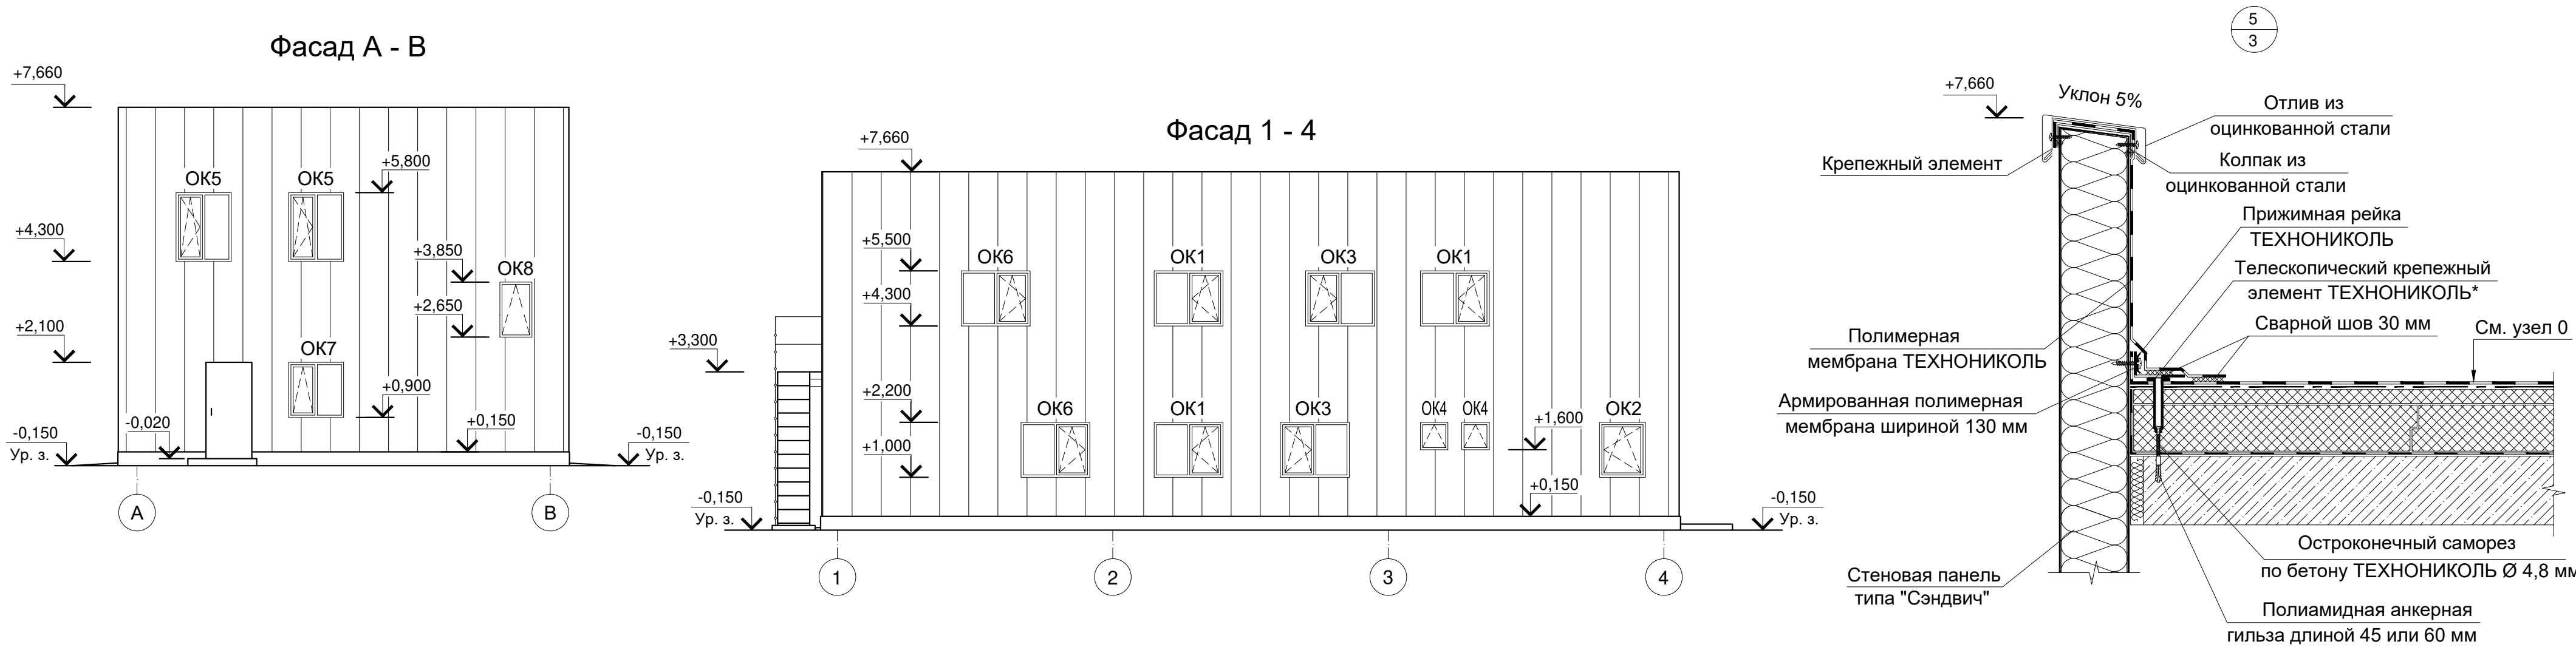 Фасад А - В
+7,660
+5,800
ОК5
ОК5
+4,300
+3,850
ОК8
+2,650
+2,100
ОК7
+0,900
-0,020
+0,150
-0,150
Ур. з.
-0,150
Ур. з.
А
В
Фасад 1 - 4
+7,660
+5,500
ОК6
ОК1
ОК3
ОК1
+4,300
+3,300
+2,200
ОК6
ОК1
ОК3
ОК4
ОК4
+1,600
ОК2
+1,000
+0,150
-0,150
Ур. з.
-0,150
Ур. з.
1
2
3
4
5
3
+7,660
Уклон 5%
Отлив из
оцинкованной стали
Крепежный элемент
Колпак из
оцинкованной стали
Прижимная рейка
ТЕХНОНИКОЛЬ
Телескопический крепежный
элемент ТЕХНОНИКОЛЬ*
Сварной шов 30 мм
См. узел 0
Полимерная
мембрана ТЕХНОНИКОЛЬ
Армированная полимерная
мембрана шириной 130 мм
Остроконечный саморез
по бетону ТЕХНОНИКОЛЬ Ø 4,8 мм
Стеновая панель
типа "Сэндвич"
Полиамидная анкерная
гильза длиной 45 или 60 мм